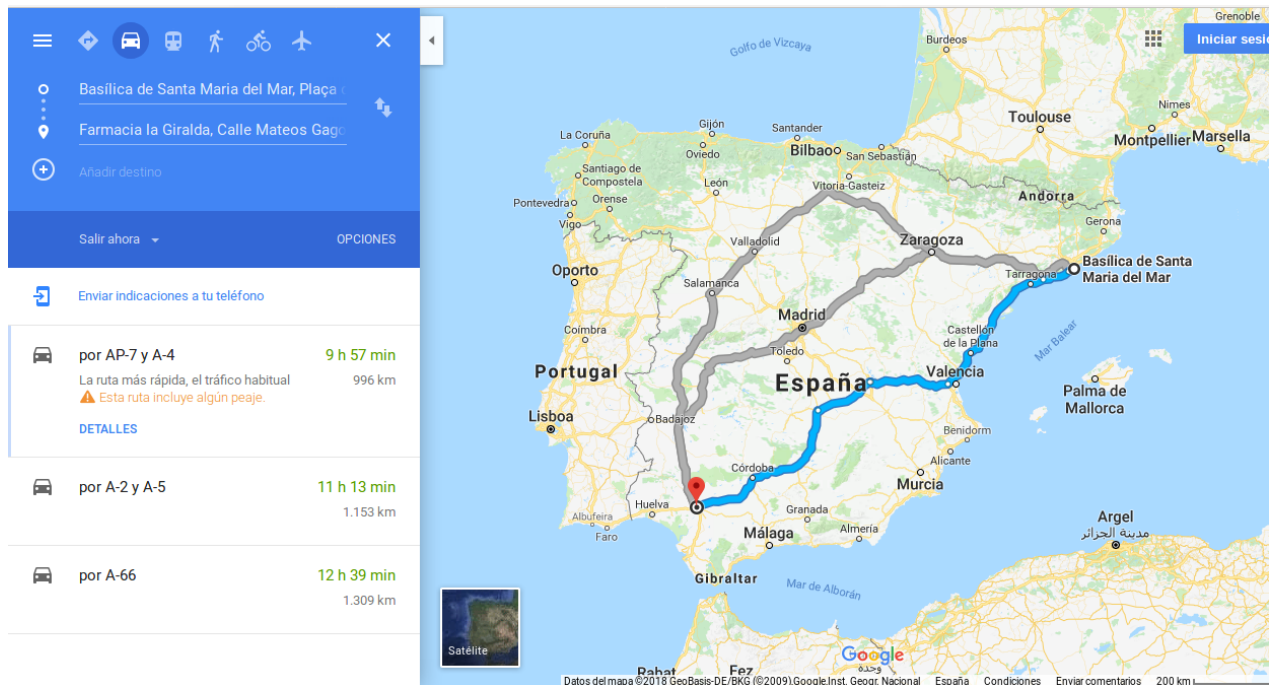 Basílica de Santa Maria del Mar, Plaça
Farmacia la Giralda, Calle Mateos Gago
Añadir destino
Salir ahora
OPCIONES
Enviar indicaciones a tu teléfono
por AP-7 y A-4
9 h 57 min
La ruta más rápida, el tráfico habitual
996 km
Esta ruta incluye algún peaje.
DETALLES
por A-2 y A-5
11 h 13 min
1.153 km
por A-66
12 h 39 min
1.309 km
Grenoble
Iniciar sesi
Burdeos
Golfo de Vizcaya
Nimes
Toulouse
Montpellier
Marsella
Gijón
La Coruña
Santander
Oviedo
Bilbao
San Sebastián
Santiago de
Compostela
León
Vitoria-Gasteiz
Andorra
Pontevedra
Orense
Vigo
Gerona
Valladolid
Zaragoza
Basílica de Santa
Maria del Mar
Oporto
Salamanca
Tarragona
Madrid
Coímbra
Castellón
de la Plana
Mar Balear
Toledo
Portugal
España
Valencia
Palma de
Mallorca
Lisboa
Badajoz
Benidorm
Alicante
Córdoba
Murcia
Huelva
Albufeira
Faro
Granada
Almería
Málaga
Argel
مدينة الجزائر
Gibraltar
Mar de Alborán
Satélite
Google
وجدة
Rabat
Fez
Datos del mapa ©2018 GeoBasis-DE/BKG (©2009),Google,Inst. Geogr. Nacional
España
Condiciones
Enviar comentarios
200 km